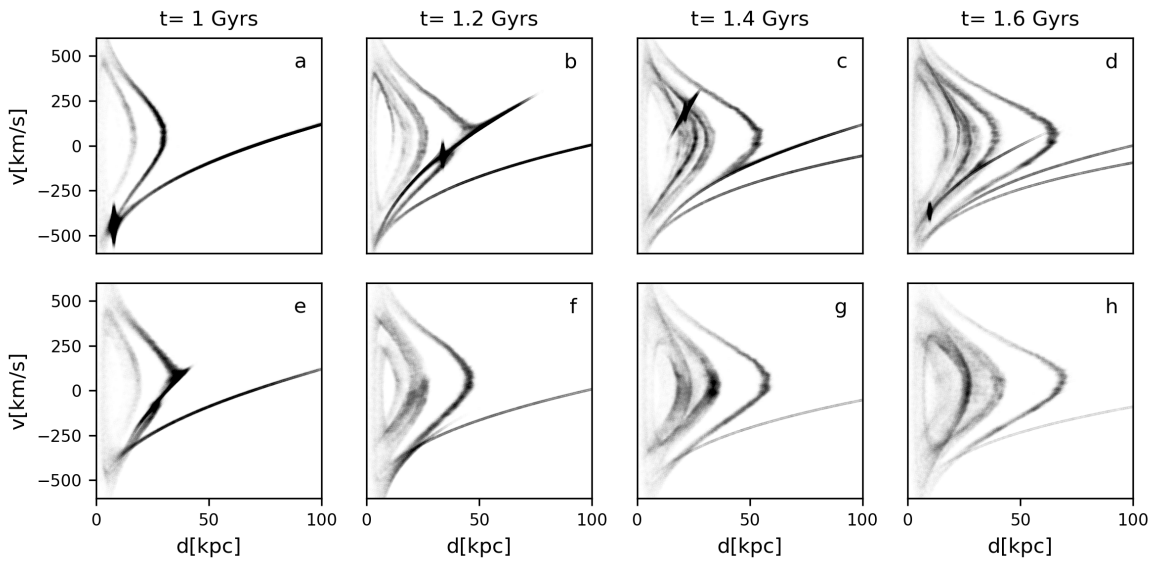 t= 1 Gyrs
t= 1.2 Gyrs
t= 1.4 Gyrs
t= 1.6 Gyrs
a
b
c
d
500
250
0
−250
−500
v[km/s]
e
f
g
h
500
250
0
−250
−500
v[km/s]
0 50 100
0 50 100
0 50 100
0 50 100
d[kpc]
d[kpc]
d[kpc]
d[kpc]